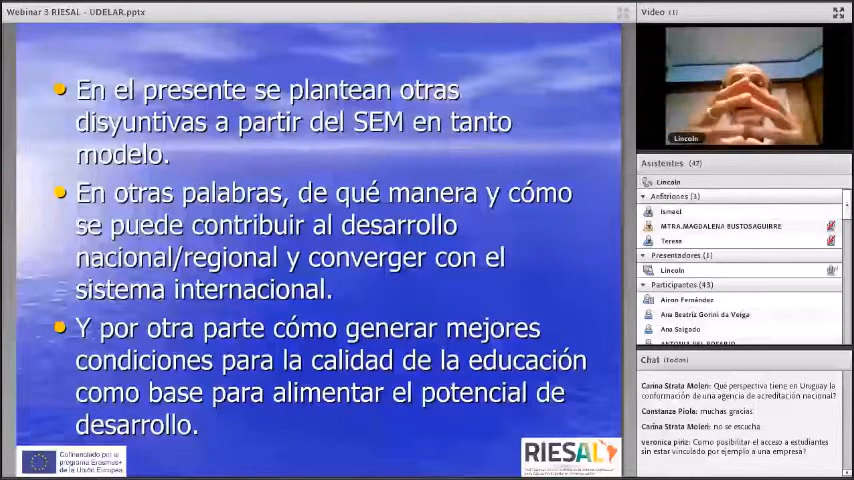 Webinar 3 RIESAL - UDELAR.pptx
En el presente se plantean otras
disyuntivas a partir del SEM en tanto
modelo.
En otras palabras, de qué manera y cómo
se puede contribuir al desarrollo
nacional/regional y converger con el
sistema internacional.
Y por otra parte cómo generar mejores
condiciones para la calidad de la educación
como base para alimentar el potencial de
desarrollo.
Cofinanciado por el
programa Erasmus+
de la Unión Europea
RIESAL
Video (1)
Lincoln
Asistentes (47)
Lincoln
Anfitriones (3)
Ismael
MTRA.MAGDALENA BUSTOSAGUIRRE
Teresa
Presentadores (1)
Lincoln
Participantes (43)
Airon Fernández
Ana Beatriz Gorini da Veiga
Ana Salgado
Chat (Todos)
Carina Strata Moleri: Qué perspectiva tiene en Uruguay la
conformación de una agencia de acreditación nacional?
Constanza Piola: muchas gracias
Carina Strata Moleri: no se escucha
veronica piriz: Como posibilitar el acceso a estudiantes
sin estar vinculado por ejemplo a una empresa?